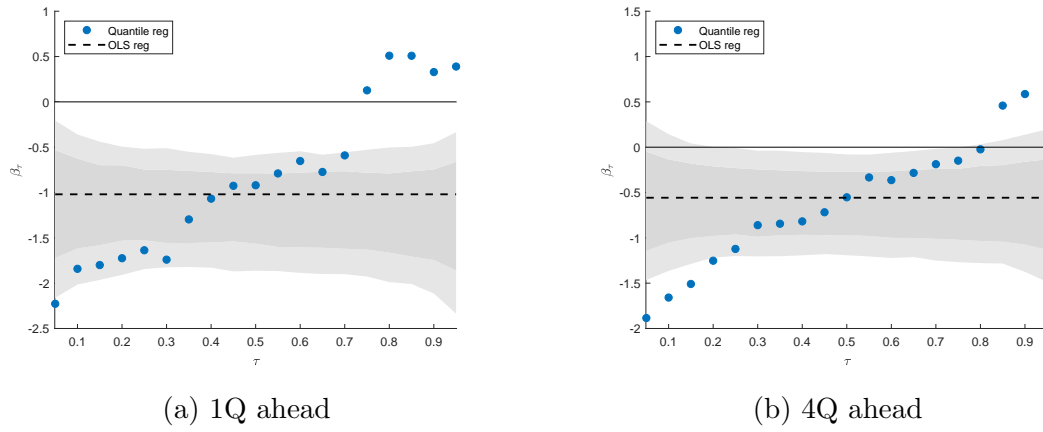 1
0.5
0
-0.5
-1
-1.5
-2
-2.5
βτ
Quantile reg
OLS reg
0.1 0.2 0.3 0.4 0.5 0.6 0.7 0.8 0.9
τ
(a) 1Q ahead
1.5
1
0.5
0
-0.5
-1
-1.5
-2
βτ
Quantile reg
OLS reg
0.1 0.2 0.3 0.4 0.5 0.6 0.7 0.8 0.9
τ
(b) 4Q ahead